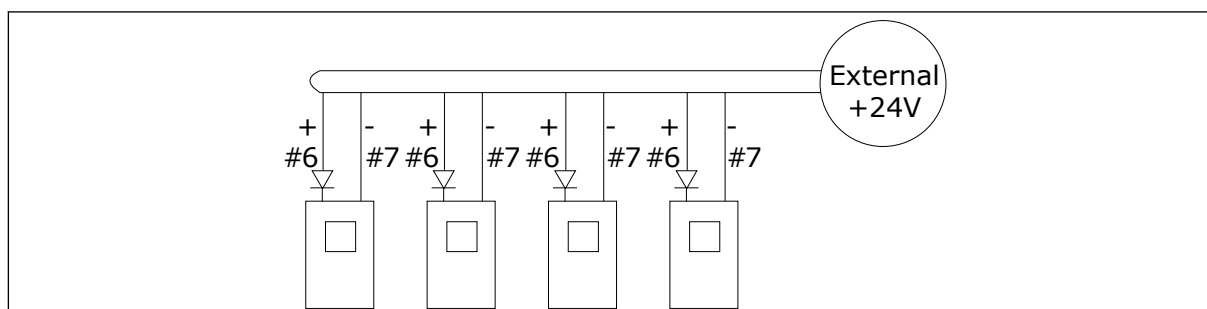 External
+24V
+ - + - + - + -
#6 #7 #6 #7 #6 #7 #6 #7